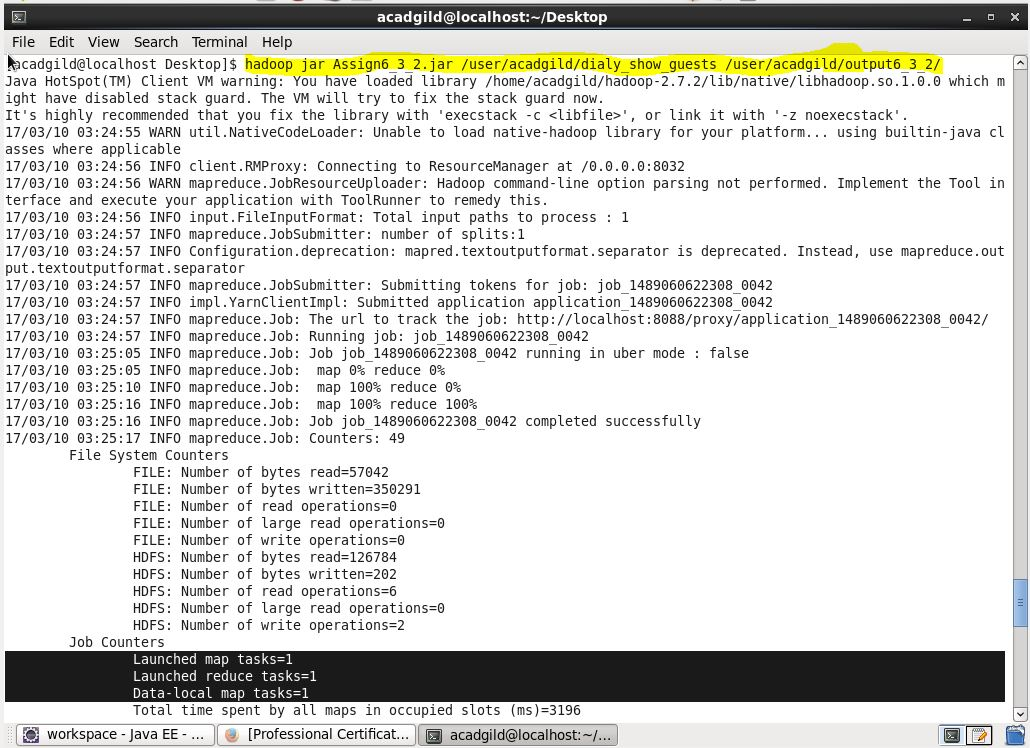 acadgild@localhost:~/Desktop
File Edit View Search Terminal Help
[acadgild@localhost Desktop]$ hadoop jar Assign6_3_2.jar /user/acadgild/dialy_show_guests /user/acadgild/output6_3_2/
Java HotSpot(TM) Client VM warning: You have loaded library /home/acadgild/hadoop-2.7.2/lib/native/libhadoop.so.1.0.0 which m
ight have disabled stack guard. The VM will try to fix the stack guard now.
It's highly recommended that you fix the library with 'execstack -c <libfile>', or link it with '-z noexecstack'.
17/03/10 03:24:55 WARN util.NativeCodeLoader: Unable to load native-hadoop library for your platform... using builtin-java cl
asses where applicable
17/03/10 03:24:56 INFO client.RMProxy: Connecting to ResourceManager at /0.0.0.0:8032
17/03/10 03:24:56 WARN mapreduce.JobResourceUploader: Hadoop command-line option parsing not performed. Implement the Tool in
terface and execute your application with ToolRunner to remedy this.
17/03/10 03:24:56 INFO input.FileInputFormat: Total input paths to process : 1
17/03/10 03:24:57 INFO mapreduce.JobSubmitter: number of splits:1
17/03/10 03:24:57 INFO Configuration.deprecation: mapred.textoutputformat.separator is deprecated. Instead, use mapreduce.out
put.textoutputformat.separator
17/03/10 03:24:57 INFO mapreduce.JobSubmitter: Submitting tokens for job: job_1489060622308_0042
17/03/10 03:24:57 INFO impl.YarnClientImpl: Submitted application application_1489060622308_0042
17/03/10 03:24:57 INFO mapreduce.Job: The url to track the job: http://localhost:8088/proxy/application_1489060622308_0042/
17/03/10 03:24:57 INFO mapreduce.Job: Running job: job_1489060622308_0042
17/03/10 03:25:05 INFO mapreduce.Job: Job job_1489060622308_0042 running in uber mode : false
17/03/10 03:25:05 INFO mapreduce.Job:  map 0% reduce 0%
17/03/10 03:25:10 INFO mapreduce.Job:  map 100% reduce 0%
17/03/10 03:25:16 INFO mapreduce.Job:  map 100% reduce 100%
17/03/10 03:25:16 INFO mapreduce.Job: Job job_1489060622308_0042 completed successfully
17/03/10 03:25:17 INFO mapreduce.Job: Counters: 49
File System Counters
FILE: Number of bytes read=57042
FILE: Number of bytes written=350291
FILE: Number of read operations=0
FILE: Number of large read operations=0
FILE: Number of write operations=0
HDFS: Number of bytes read=126784
HDFS: Number of bytes written=202
HDFS: Number of read operations=6
HDFS: Number of large read operations=0
HDFS: Number of write operations=2
Job Counters
Launched map tasks=1
Launched reduce tasks=1
Data-local map tasks=1
Total time spent by all maps in occupied slots (ms)=3196
workspace - Java EE - ... [Professional Certificat... acadgild@localhost:~/...